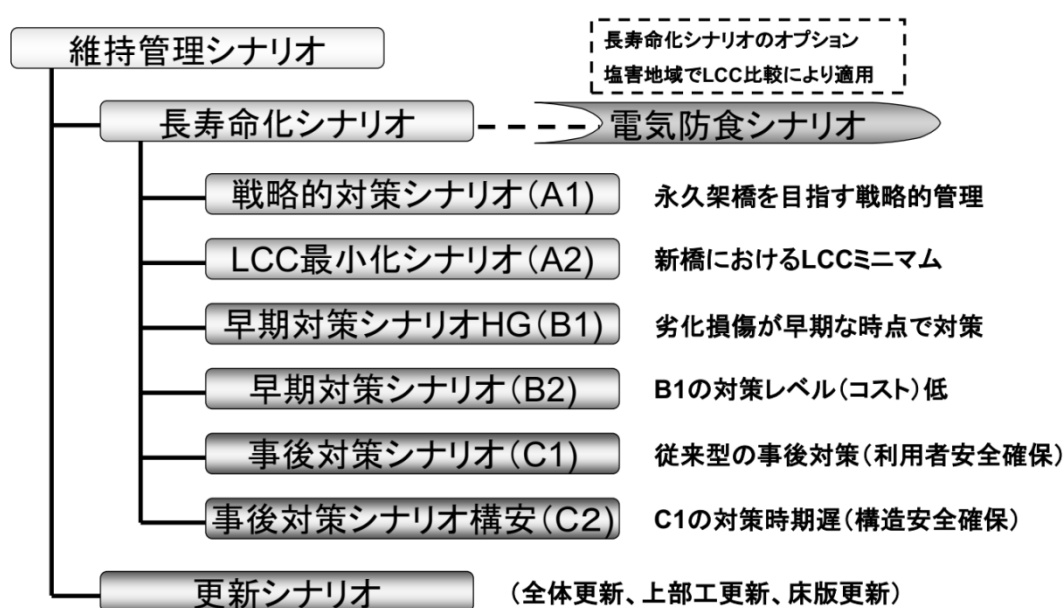 維持管理シナリオ
長寿命化シナリオのオプション
塩害地域でLCC比較により適用
長寿命化シナリオ
電気防食シナリオ
戦略的対策シナリオ(A1)
永久架橋を目指す戦略的管理
LCC最小化シナリオ(A2)
新橋におけるLCCミニマム
早期対策シナリオHG(B1)
劣化損傷が早期な時点で対策
早期対策シナリオ(B2)
B1の対策レベル(コスト)低
事後対策シナリオ(C1)
従来型の事後対策(利用者安全確保)
事後対策シナリオ構安(C2)
C1の対策時期遅(構造安全確保)
更新シナリオ
(全体更新、上部工更新、床版更新)